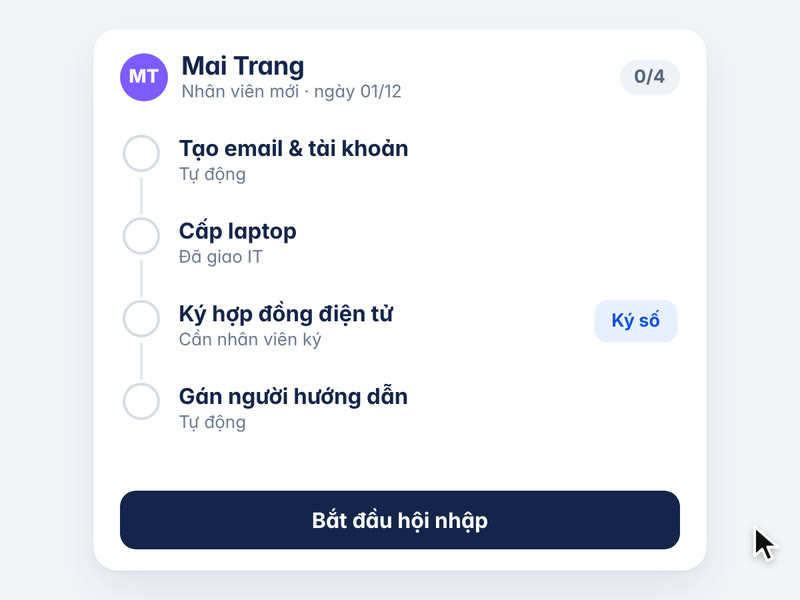 MT
Mai Trang
Nhân viên mới · ngày 01/12
0/4
Tạo email & tài khoản
Tự động
Cấp laptop
Đã giao IT
Ký hợp đồng điện tử
Cần nhân viên ký
Ký số
Gán người hướng dẫn
Tự động
Bắt đầu hội nhập